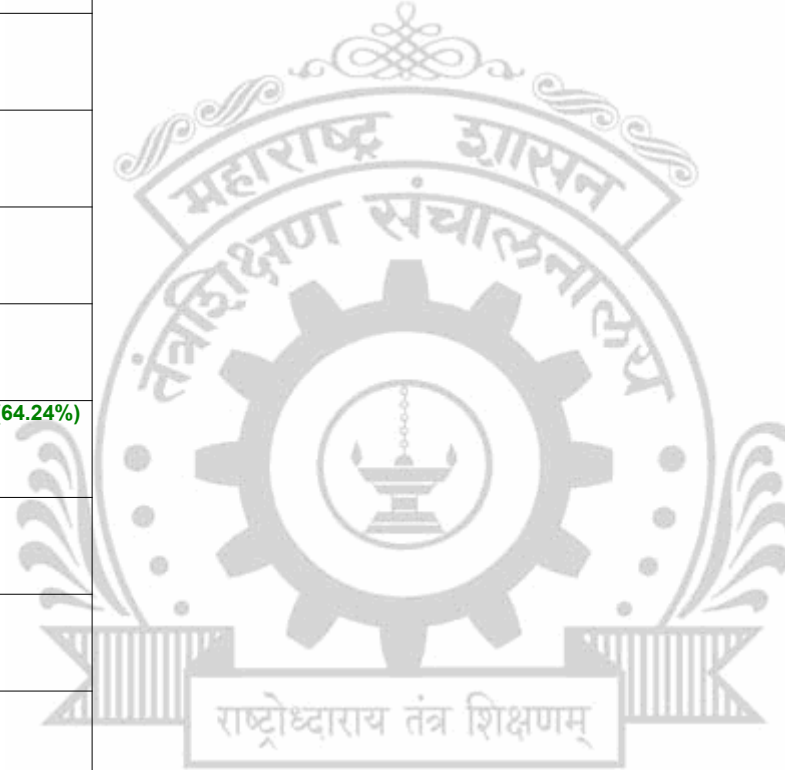 महाराष्ट्र शासन
तंत्रशिक्षण संचालनालय
64.24%)
राष्ट्रोध्दाराय तंत्र शिक्षणम्